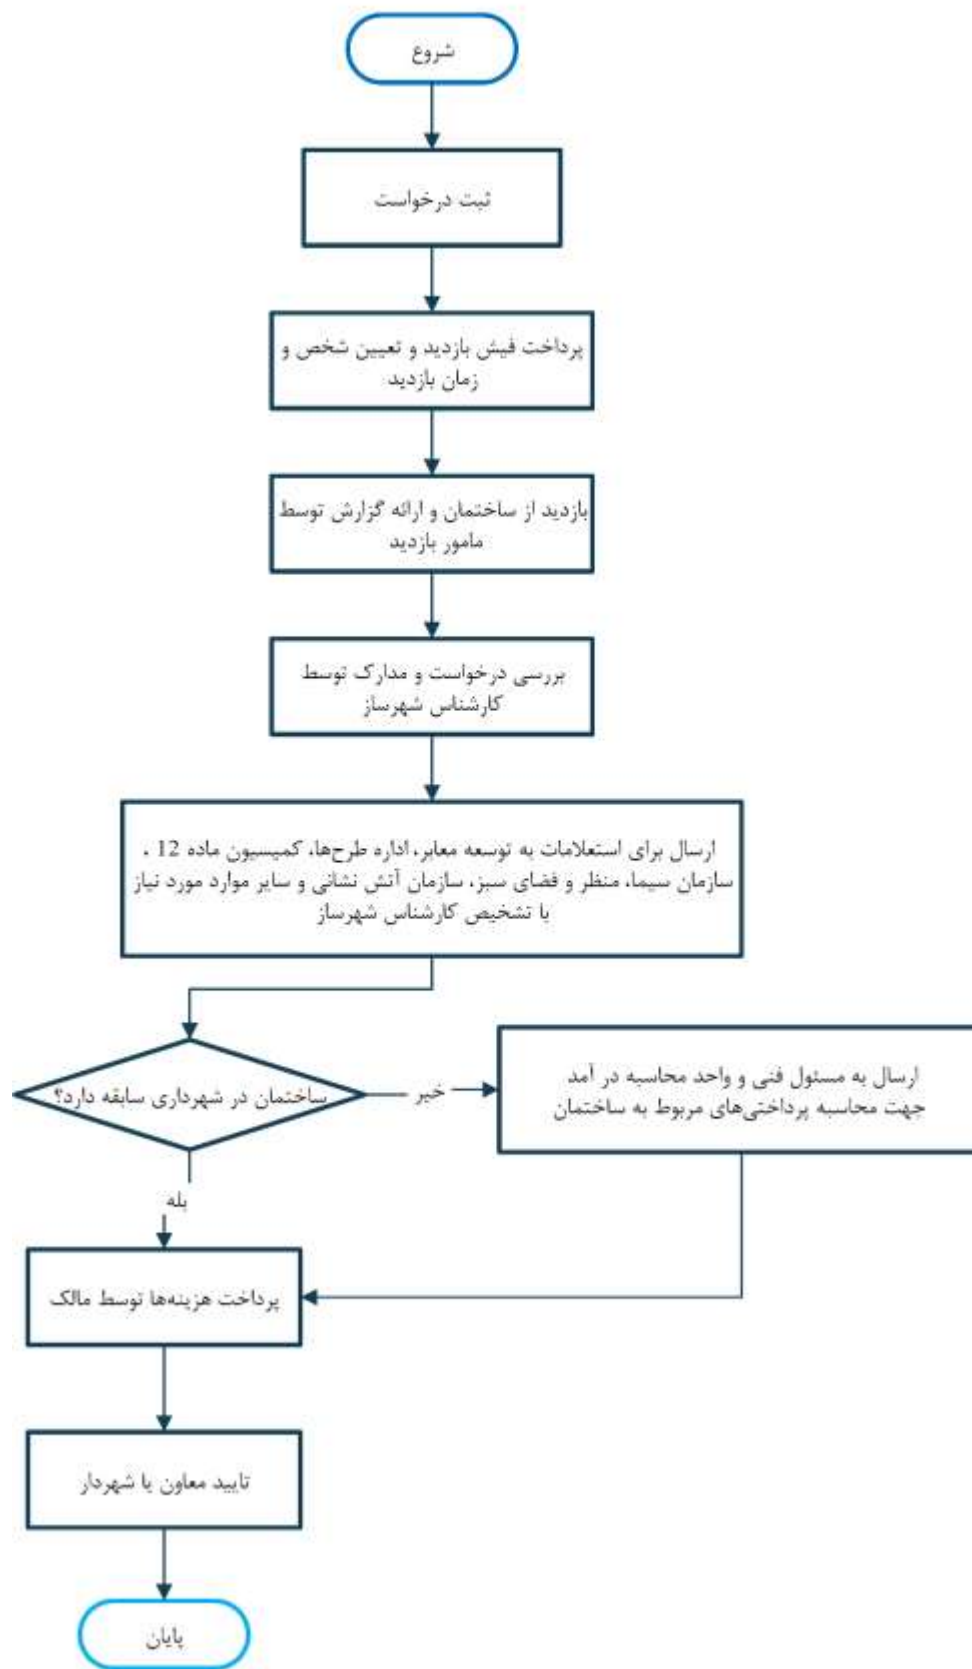 شروع
ثبت درخواست
پرداخت فیش بازدید و تعیین شخص و
زمان بازدید
بازدید از ساختمان و ارائه گزارش توسط
مامور بازدید
بررسی درخواست و مدارک توسط
کارشناس شهرساز
ارسال برای استعلامات به توسعه معابر، اداره طرح‌ها، کمیسیون ماده 12 ،
سازمان سیما، منظر و فضای سبز، سازمان آتش نشانی و سایر موارد مورد نیاز
با تشخیص کارشناس شهرساز
ساختمان در شهرداری سابقه دارد؟
خیر
ارسال به مسئول فنی و واحد محاسبه در آمد
جهت محاسبه پرداختی‌های مربوط به ساختمان
بله
پرداخت هزینه‌ها توسط مالک
تایید معاون یا شهردار
پایان